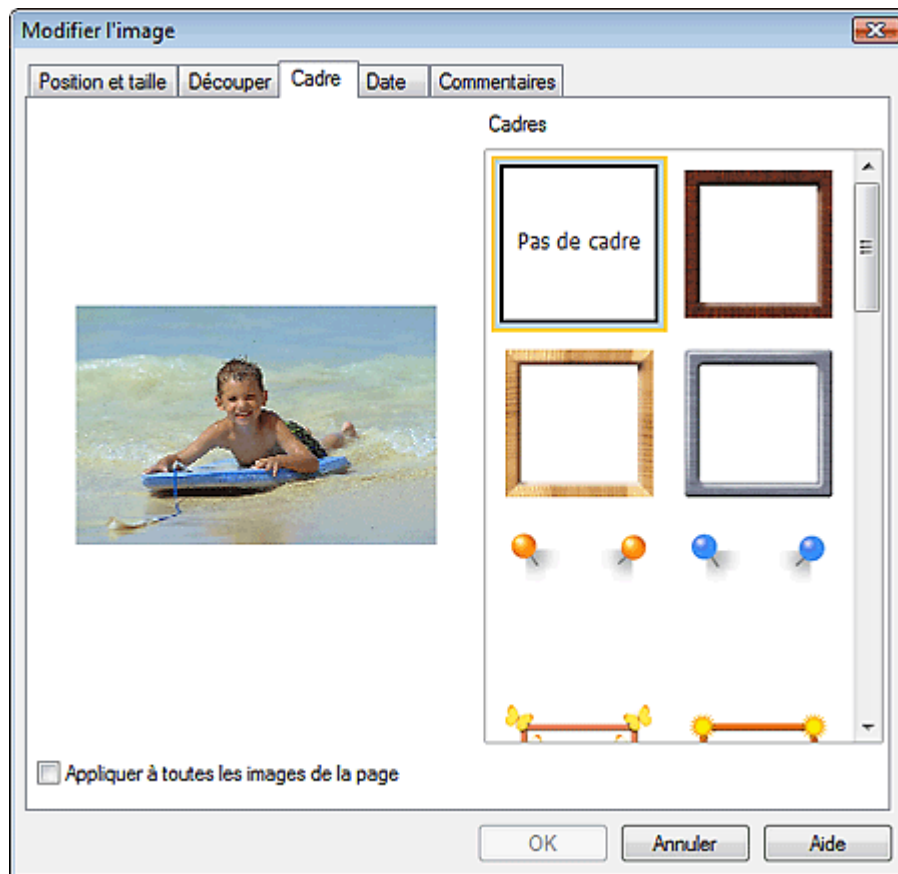 Modifier l'image
Position et taille
Découper
Cadre
Date
Commentaires
Cadres
Pas de cadre
Appliquer à toutes les images de la page
OK
Annuler
Aide